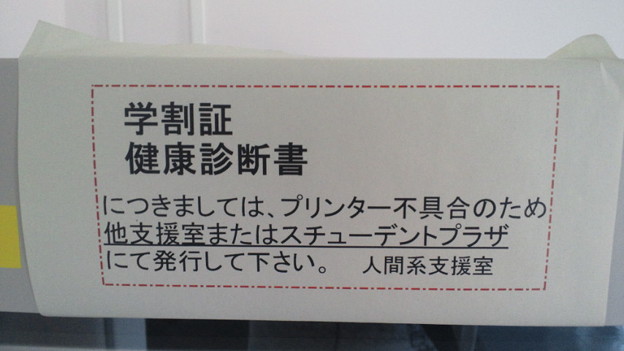 学割証
健康診断書
につきましては、プリンター不具合のため
他支援室またはスチューデントプラザ
にて発行して下さい。 人間系支援室